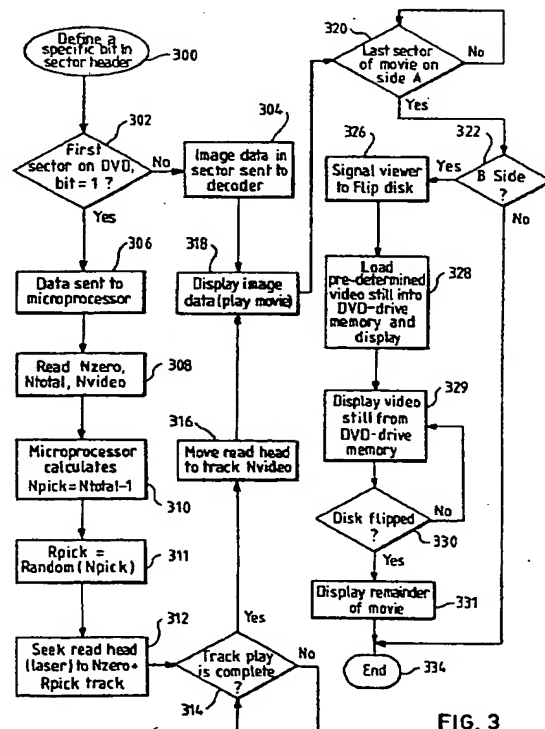 Define a
specific bit in
sector header
300
302
First
sector on DVD,
bit = 1 ?
No
Yes
304
Image data in
sector sent to
decoder
306
Data sent to
microprocessor
308
Read Nzero,
Ntotal, Nvideo
Microprocessor
calculates
Npick=Ntotal-1
310
311
Rpick =
Random (Npick)
312
Seek read head
(laser) to Nzero+
Rpick track
Track play
is complete
?
314
Yes
No
316
Move read head
to track Nvideo
318
Display image
data (play movie)
320
Last sector
of movie on
side A
No
Yes
322
B Side
?
Yes
No
326
Signal viewer
to Flip disk
Load
pre-determined
video still into
DVD-drive
memory and
display
328
329
Display video
still from
DVD-drive
memory
Disk flipped
?
No
330
Yes
Display remainder
of movie
331
End
334
FIG. 3